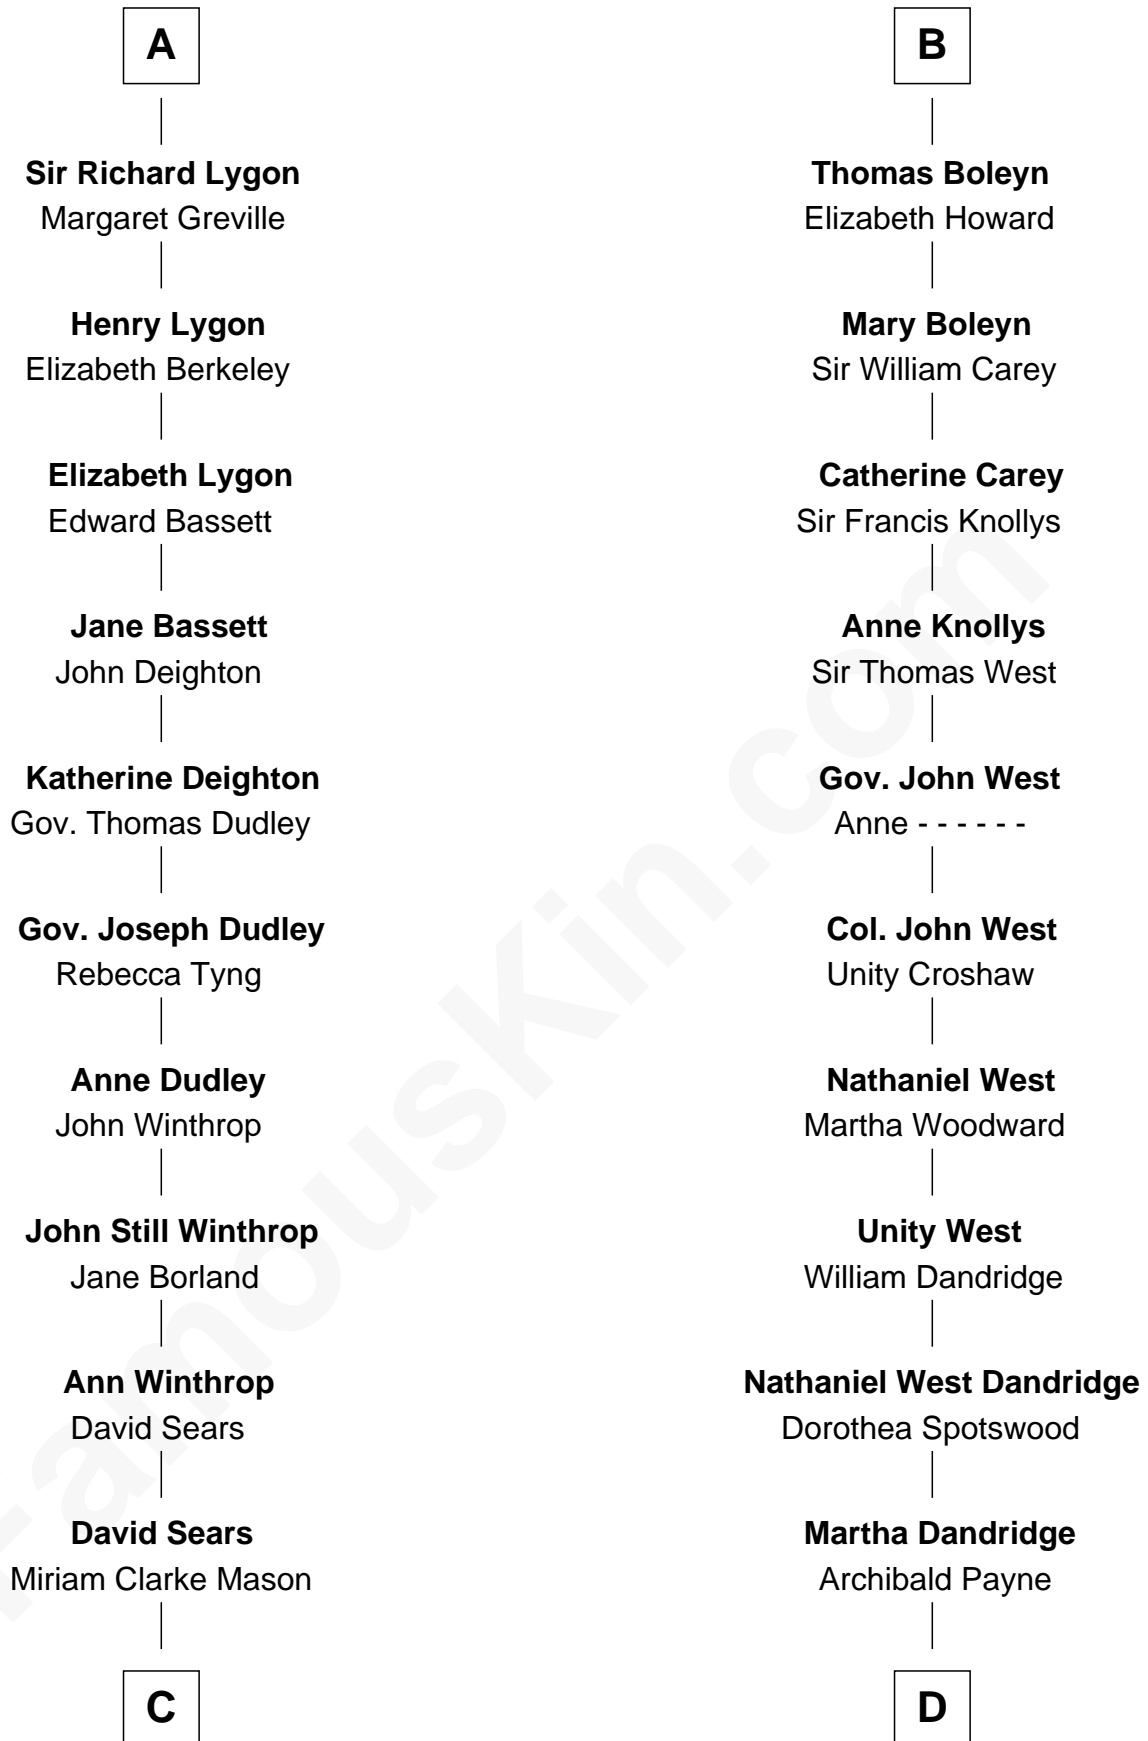 A
Sir Richard Lygon
Margaret Greville
Henry Lygon
Elizabeth Berkeley
Elizabeth Lygon
Edward Bassett
Jane Bassett
John Deighton
Katherine Deighton
Gov. Thomas Dudley
Gov. Joseph Dudley
Rebecca Tyng
Anne Dudley
John Winthrop
John Still Winthrop
Jane Borland
Ann Winthrop
David Sears
David Sears
Miriam Clarke Mason
C
B
Thomas Boleyn
Elizabeth Howard
Mary Boleyn
Sir William Carey
Catherine Carey
Sir Francis Knollys
Anne Knollys
Sir Thomas West
Gov. John West
Anne - - - - - -
Col. John West
Unity Croshaw
Nathaniel West
Martha Woodward
Unity West
William Dandridge
Nathaniel West Dandridge
Dorothea Spotswood
Martha Dandridge
Archibald Payne
D
FamousKin.com